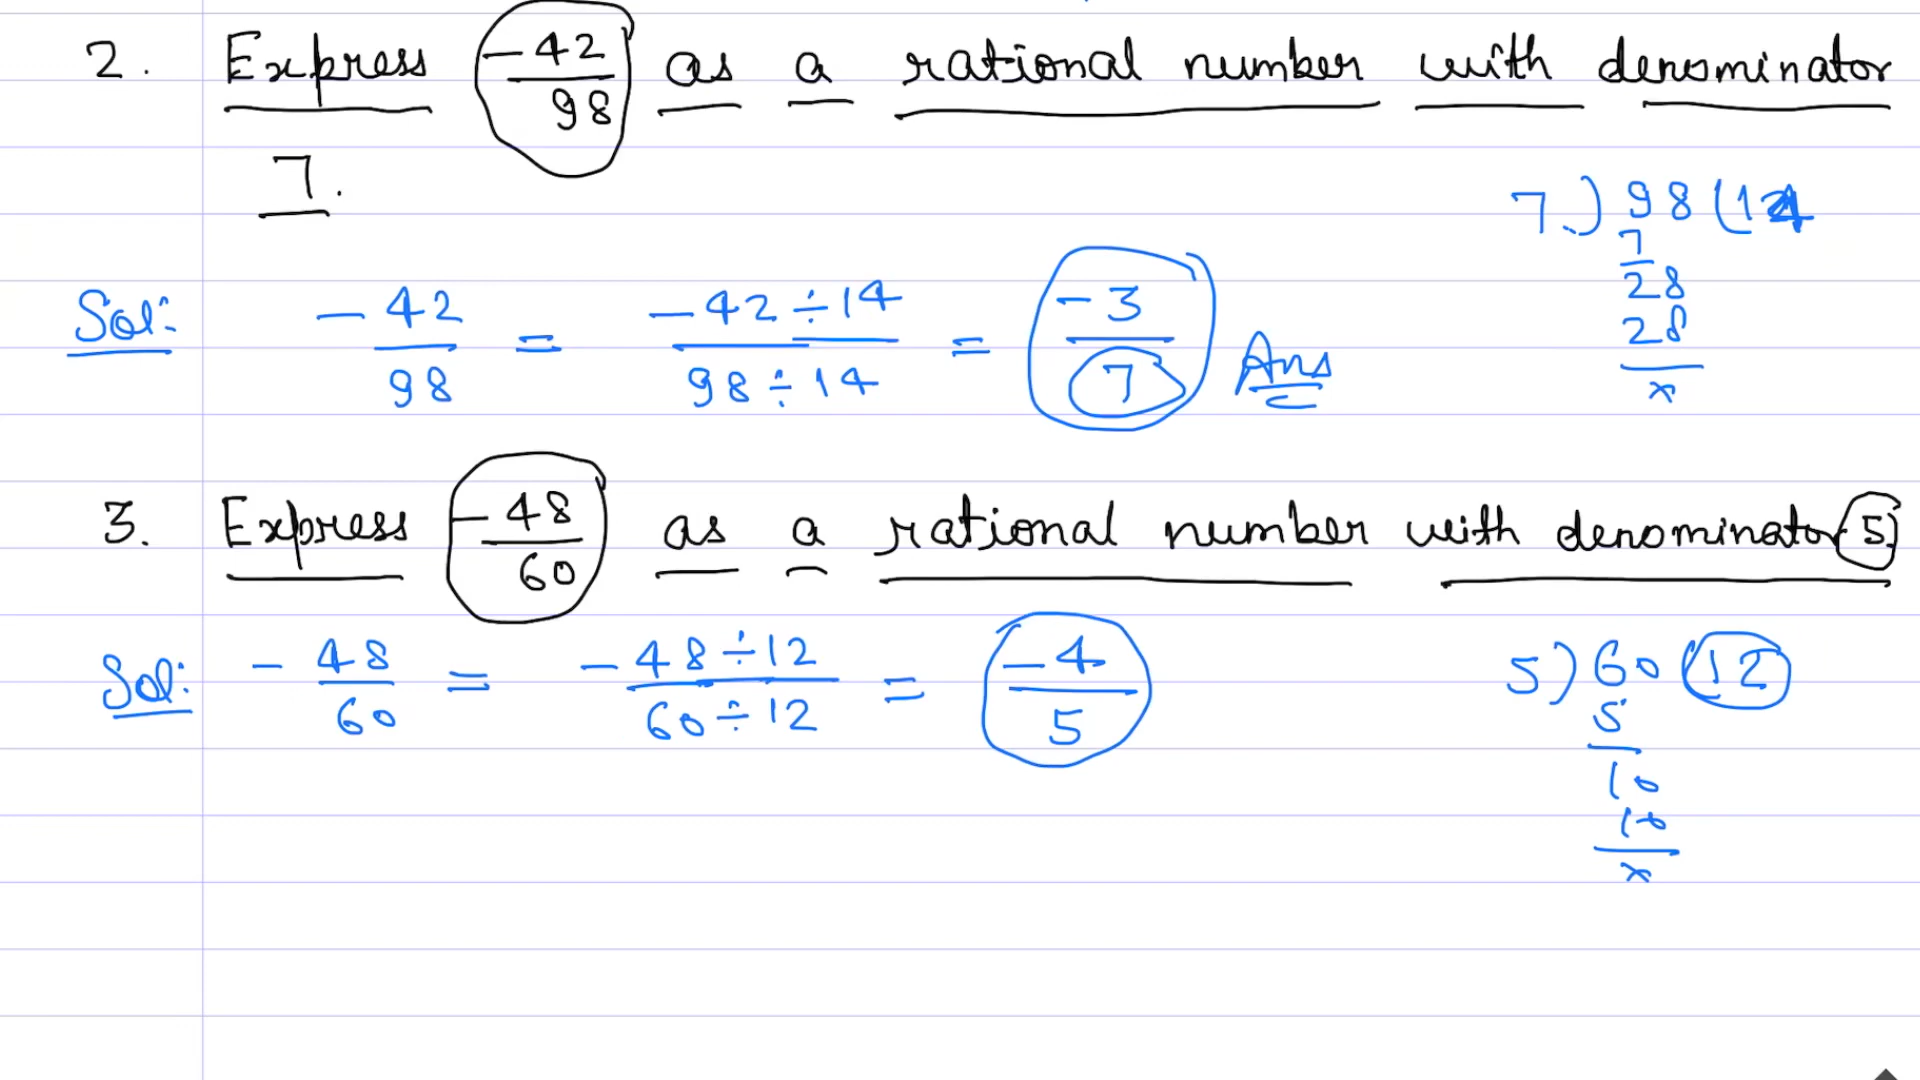 2. Express -42/98 as a rational number with denominator
7.
7) 98 (14
7
28
28
x
Sol: -42/98 = -42÷14/98÷14 = -3/7 Ans
3. Express -48/60 as a rational number with denominator 5
Sol: -48/60 = -48÷12/60÷12 = -4/5
5) 60 (12
5
10
10
x